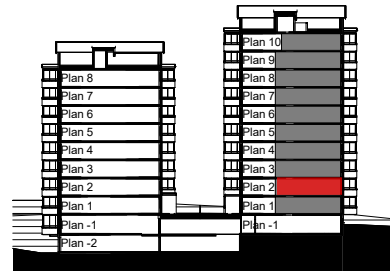 Plan 8
Plan 7
Plan 6
Plan 5
Plan 4
Plan 3
Plan 2
Plan 1
Plan -1
Plan -2
Plan 10
Plan 9
Plan 8
Plan 7
Plan 6
Plan 5
Plan 4
Plan 3
Plan 2
Plan 1
Plan -1